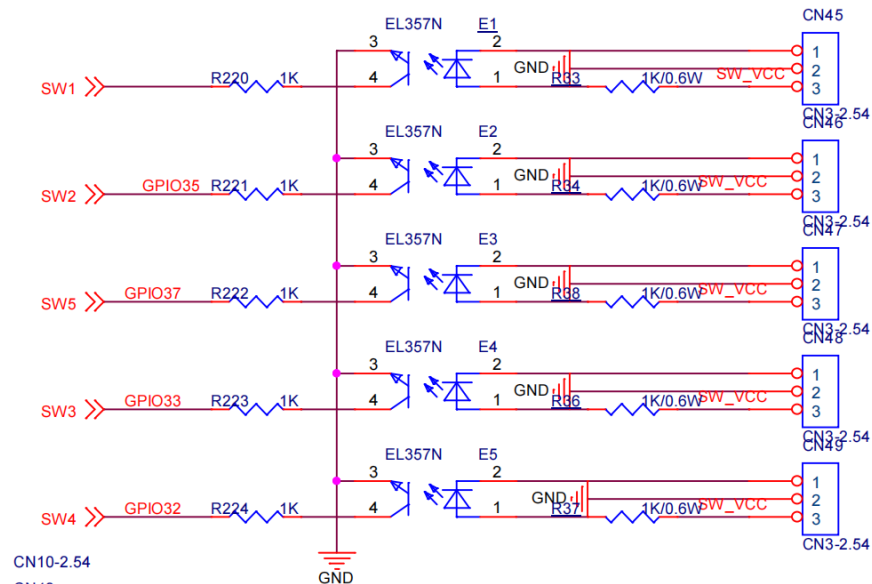 CN45
EL357N E1
3 2 1
GND SW_VCC 2
SW1 R220 1K 4 1 R33 1K/0.6W 3
CN3-2.54
CN46
EL357N E2
3 2 1
GND 2
SW2 GPIO35 R221 1K 4 1 R34 1K/0.6W SW_VCC 3
CN3-2.54
CN47
EL357N E3
3 2 1
GND 2
SW5 GPIO37 R222 1K 4 1 R38 1K/0.6W SW_VCC 3
CN3-2.54
CN48
EL357N E4
3 2 1
GND 2
SW3 GPIO33 R223 1K 4 1 R36 1K/0.6W SW_VCC 3
CN3-2.54
CN49
EL357N E5
3 2 1
GND 2
SW4 GPIO32 R224 1K 4 1 R37 1K/0.6W SW_VCC 3
CN3-2.54
CN10-2.54
GND